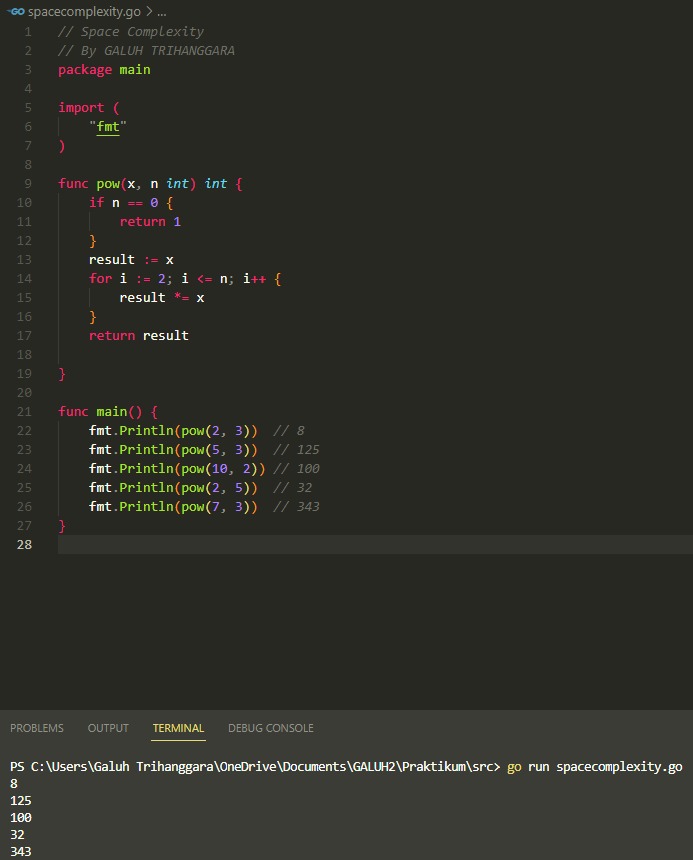 GO spacecomplexity.go > ...
1 // Space Complexity
2 // By GALUH TRIHANGGARA
3 package main
4
5 import (
6     "fmt"
7 )
8
9 func pow(x, n int) int {
10     if n == 0 {
11         return 1
12     }
13     result := x
14     for i := 2; i <= n; i++ {
15         result *= x
16     }
17     return result
18
19 }
20
21 func main() {
22     fmt.Println(pow(2, 3))  // 8
23     fmt.Println(pow(5, 3))  // 125
24     fmt.Println(pow(10, 2)) // 100
25     fmt.Println(pow(2, 5))  // 32
26     fmt.Println(pow(7, 3))  // 343
27 }
28
PROBLEMS OUTPUT TERMINAL DEBUG CONSOLE
PS C:\Users\Galuh Trihanggara\OneDrive\Documents\GALUH2\Praktikum\src> go run spacecomplexity.go
8
125
100
32
343